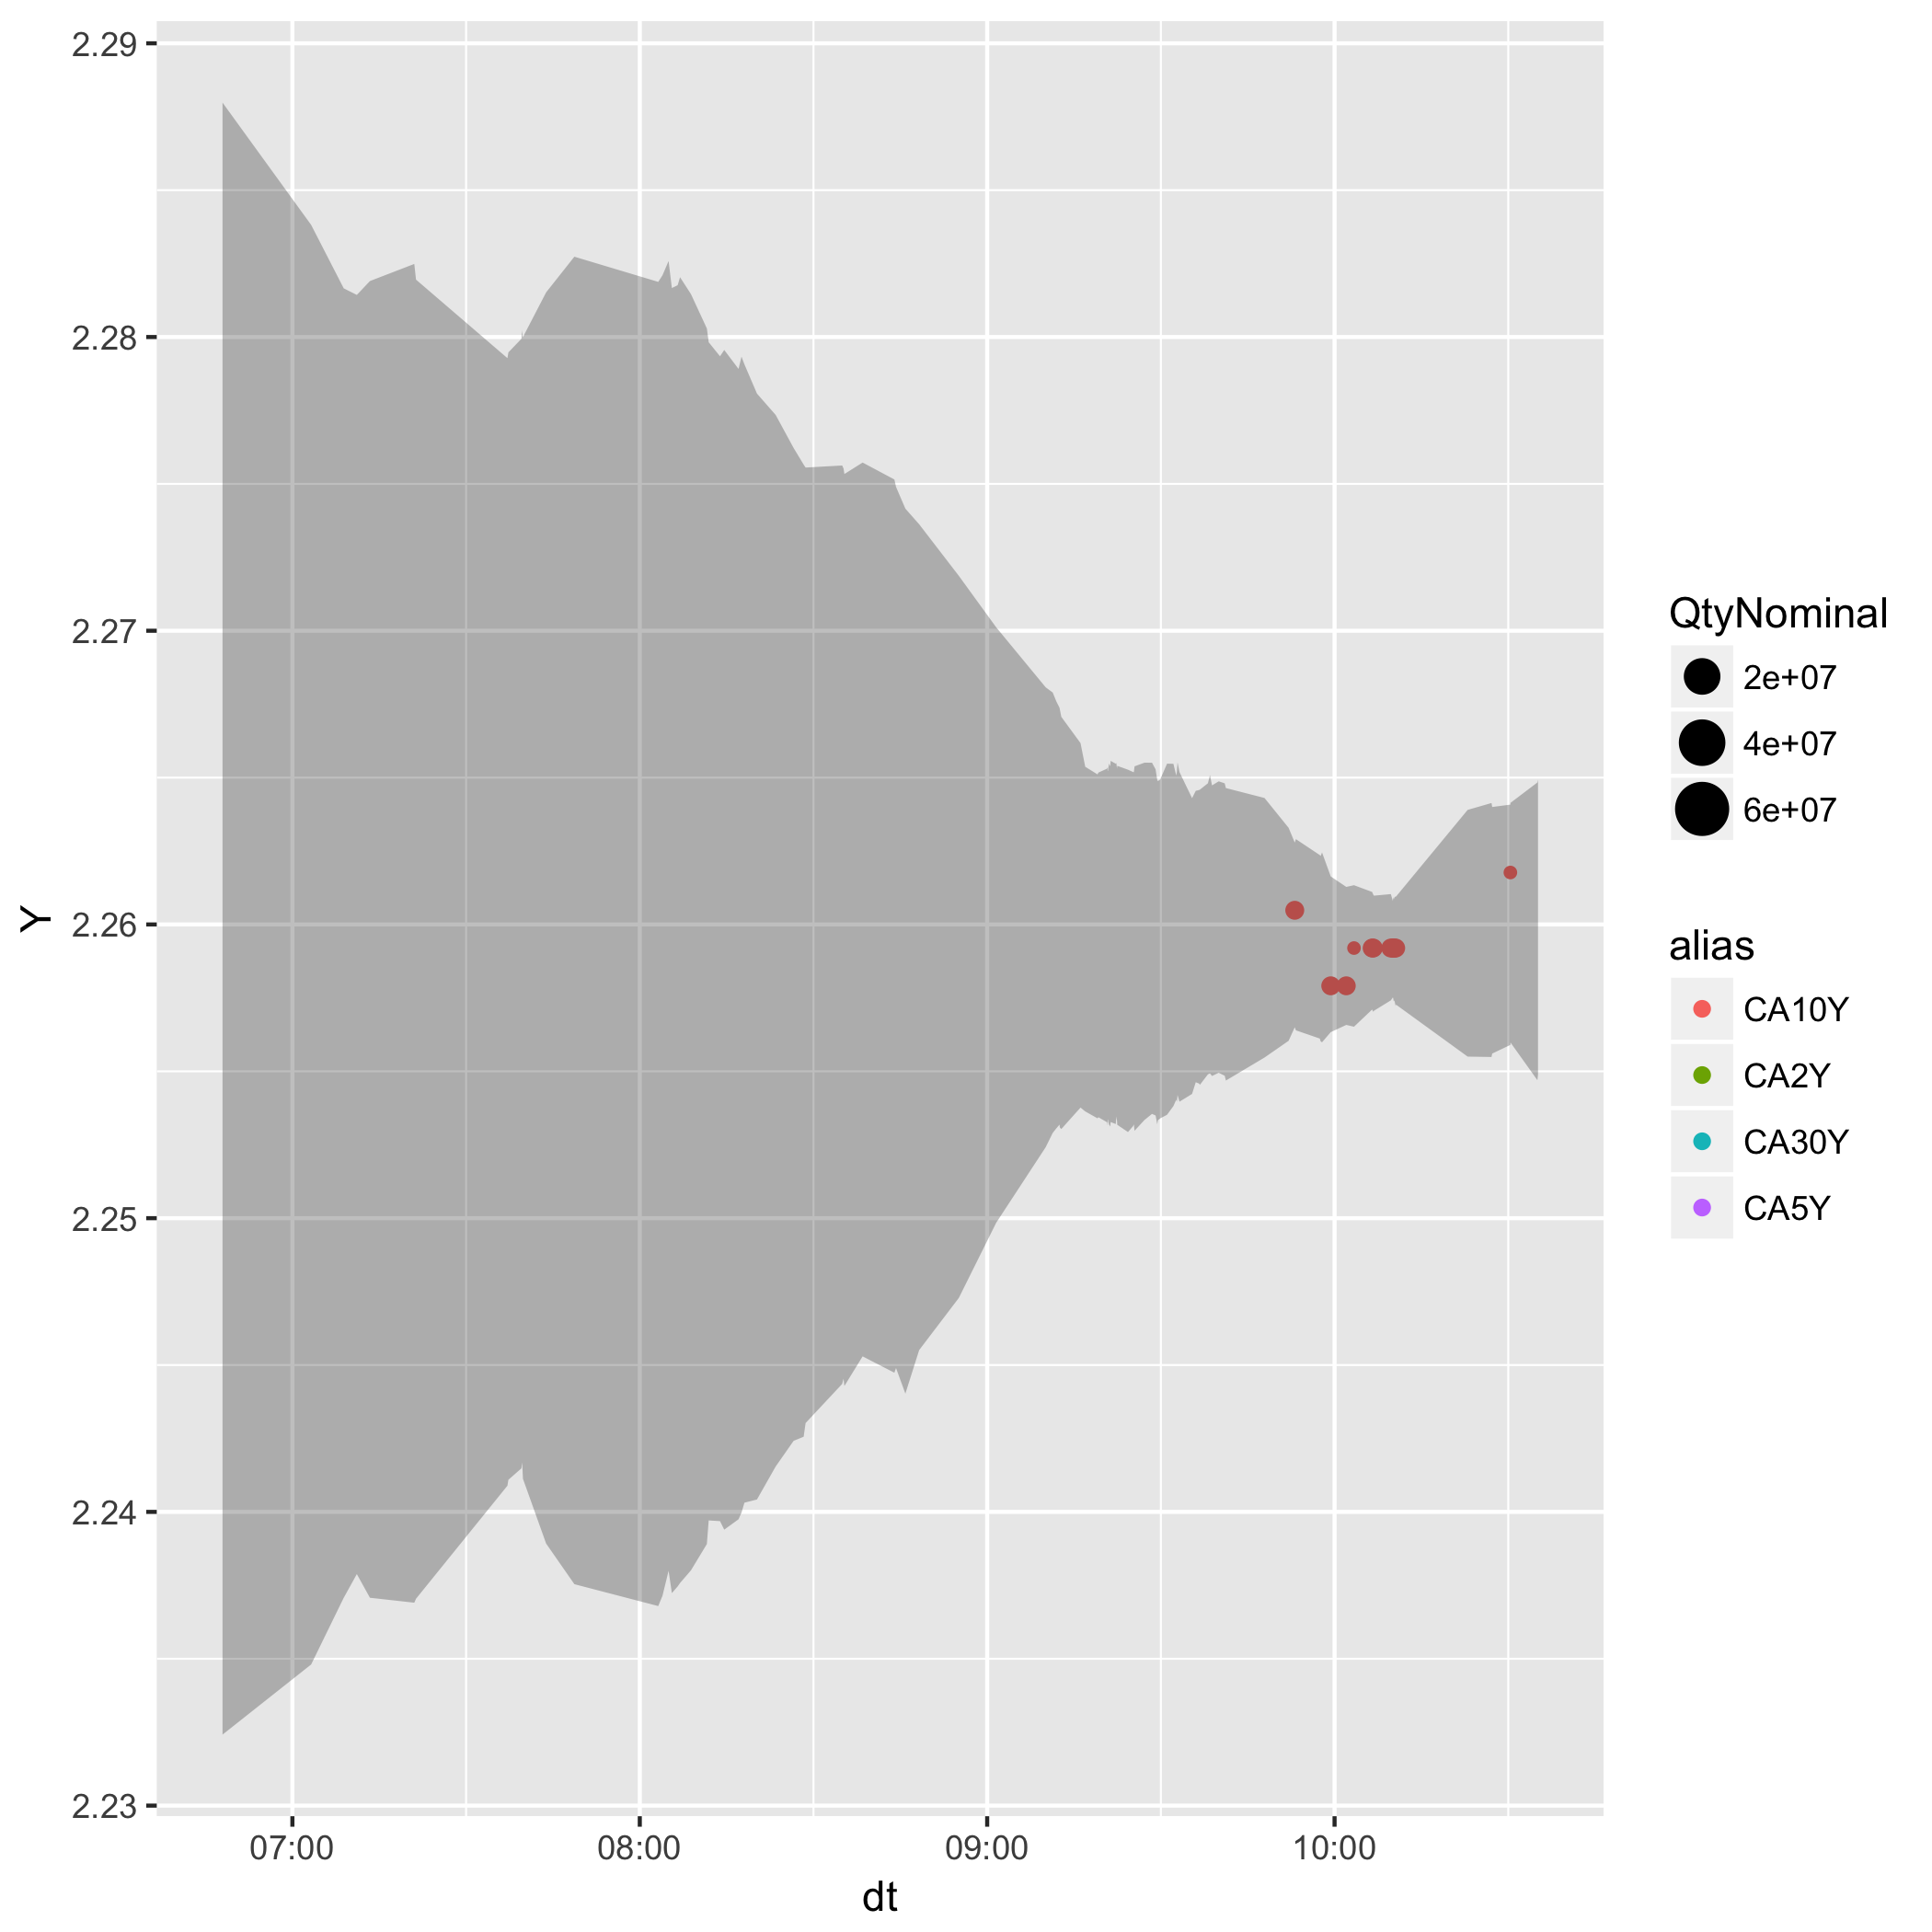 2.29
2.28
2.27
2.26
2.25
2.24
2.23
Y
07:00
08:00
09:00
10:00
dt
QtyNominal
2e+07
4e+07
6e+07
alias
CA10Y
CA2Y
CA30Y
CA5Y